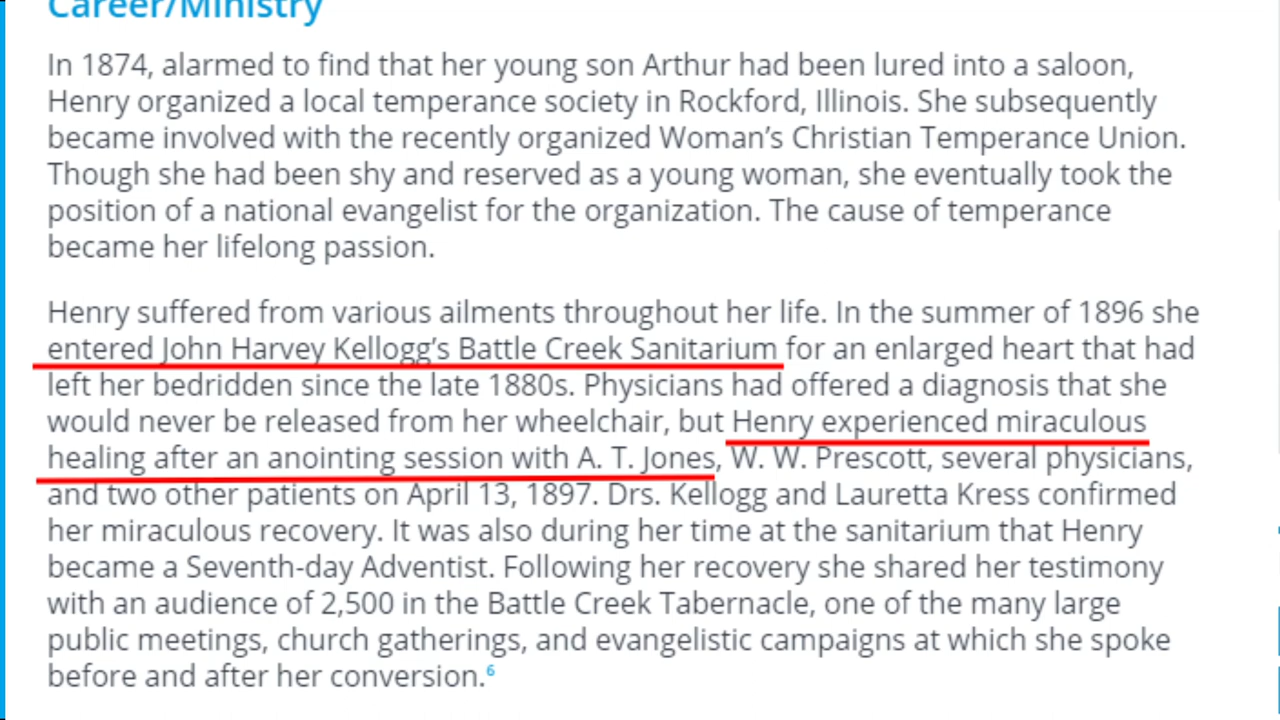 Career/Ministry
In 1874, alarmed to find that her young son Arthur had been lured into a saloon,
Henry organized a local temperance society in Rockford, Illinois. She subsequently
became involved with the recently organized Woman’s Christian Temperance Union.
Though she had been shy and reserved as a young woman, she eventually took the
position of a national evangelist for the organization. The cause of temperance
became her lifelong passion.
Henry suffered from various ailments throughout her life. In the summer of 1896 she
entered John Harvey Kellogg’s Battle Creek Sanitarium for an enlarged heart that had
left her bedridden since the late 1880s. Physicians had offered a diagnosis that she
would never be released from her wheelchair, but Henry experienced miraculous
healing after an anointing session with A. T. Jones, W. W. Prescott, several physicians,
and two other patients on April 13, 1897. Drs. Kellogg and Lauretta Kress confirmed
her miraculous recovery. It was also during her time at the sanitarium that Henry
became a Seventh-day Adventist. Following her recovery she shared her testimony
with an audience of 2,500 in the Battle Creek Tabernacle, one of the many large
public meetings, church gatherings, and evangelistic campaigns at which she spoke
before and after her conversion.6